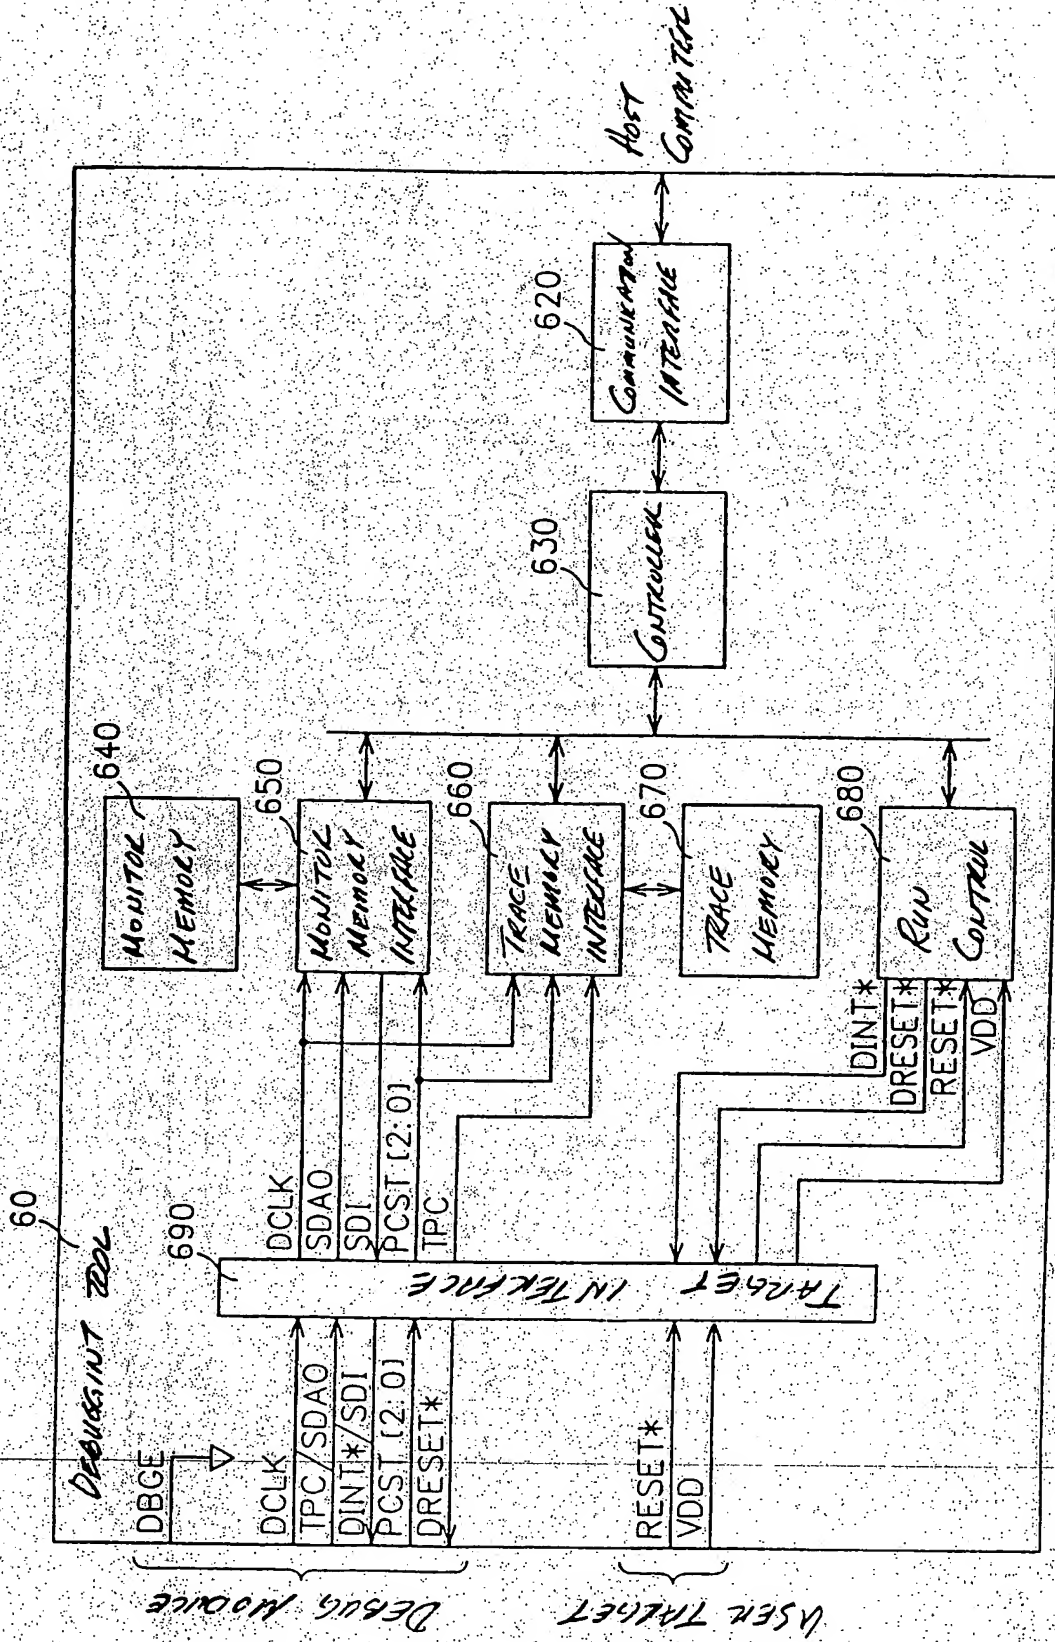 60
DEBUGGINT TOOL
DBGE
DCLK
TPC/SDAO
DINT*/SDI
PCST [2:0]
DRESET*
DEBUG MODULE
RESET*
VDD
USER TARGET
690
TARGET INTERFACE
DCLK
SDAO
SDI
PCST [2:0]
TPC
640
MONITOR
MEMORY
650
MONITOR
MEMORY
INTERFACE
660
TRACE
MEMORY
INTERFACE
670
TRACE
MEMORY
680
RUN
CONTROL
DINT*
DRESET*
RESET*
VDD
630
CONTROLLER
620
COMMUNICATION
INTERFACE
HOST
COMPUTER